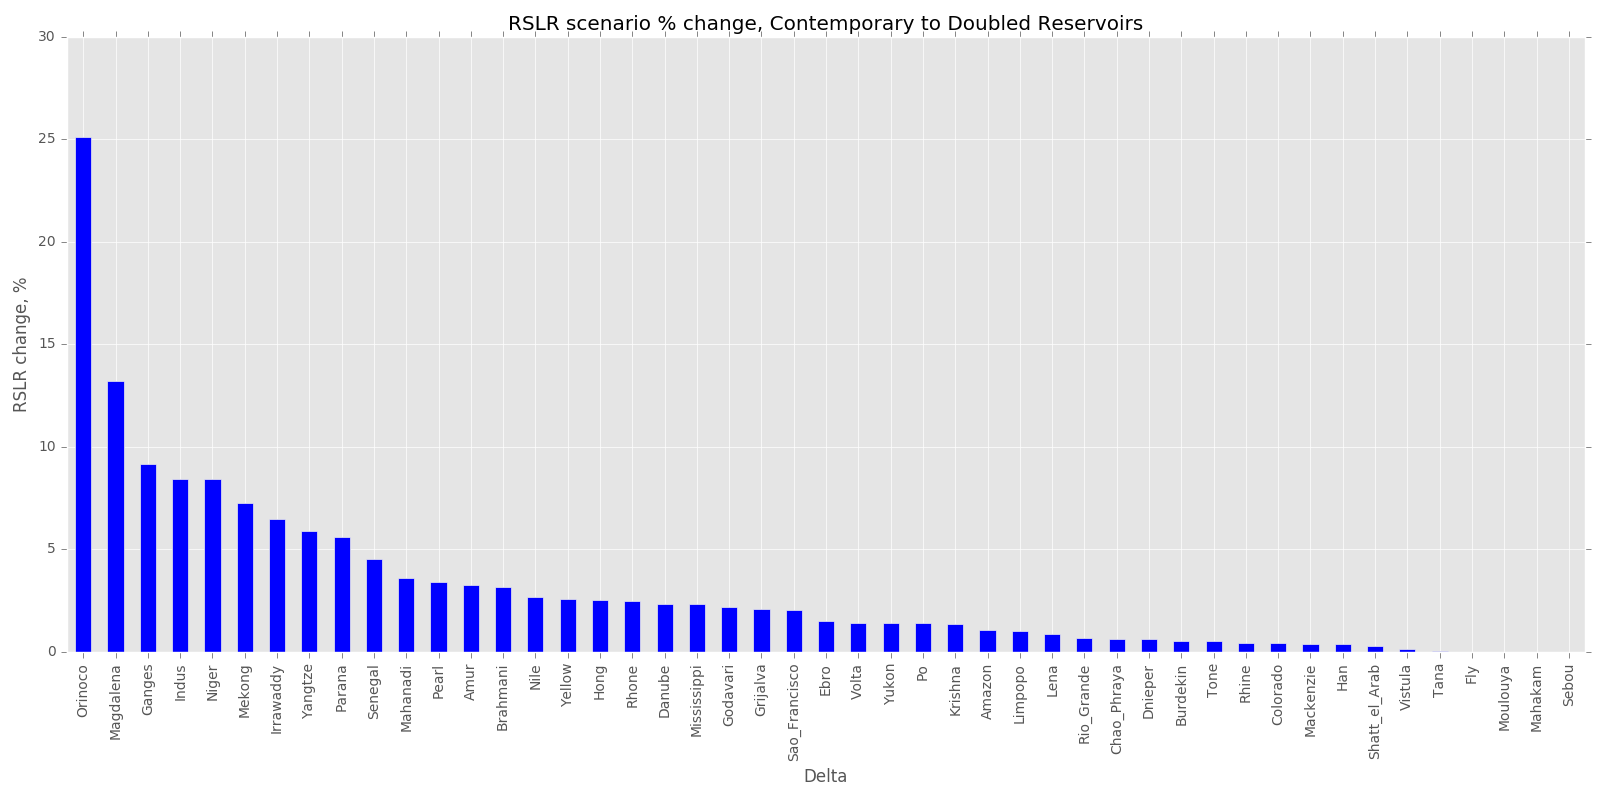 RSLR scenario % change, Contemporary to Doubled Reservoirs
30
25
20
15
10
5
0
RSLR change, %
Orinoco
Magdalena
Ganges
Indus
Niger
Mekong
Irrawaddy
Yangtze
Parana
Senegal
Mahanadi
Pearl
Amur
Brahmani
Nile
Yellow
Hong
Rhone
Danube
Mississippi
Godavari
Grijalva
Sao_Francisco
Ebro
Volta
Yukon
Po
Krishna
Amazon
Limpopo
Lena
Rio_Grande
Chao_Phraya
Dnieper
Burdekin
Tone
Rhine
Colorado
Mackenzie
Han
Shatt_el_Arab
Vistula
Tana
Fly
Moulouya
Mahakam
Sebou
Delta